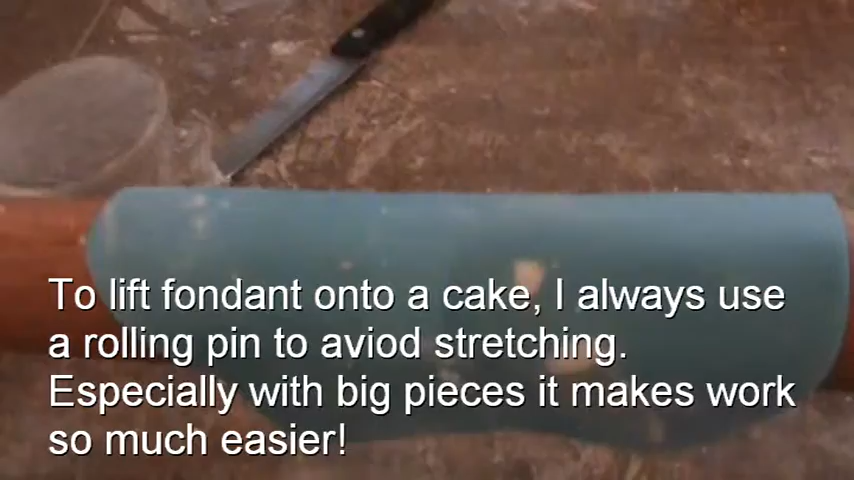 To lift fondant onto a cake, I always use
a rolling pin to aviod stretching.
Especially with big pieces it makes work
so much easier!